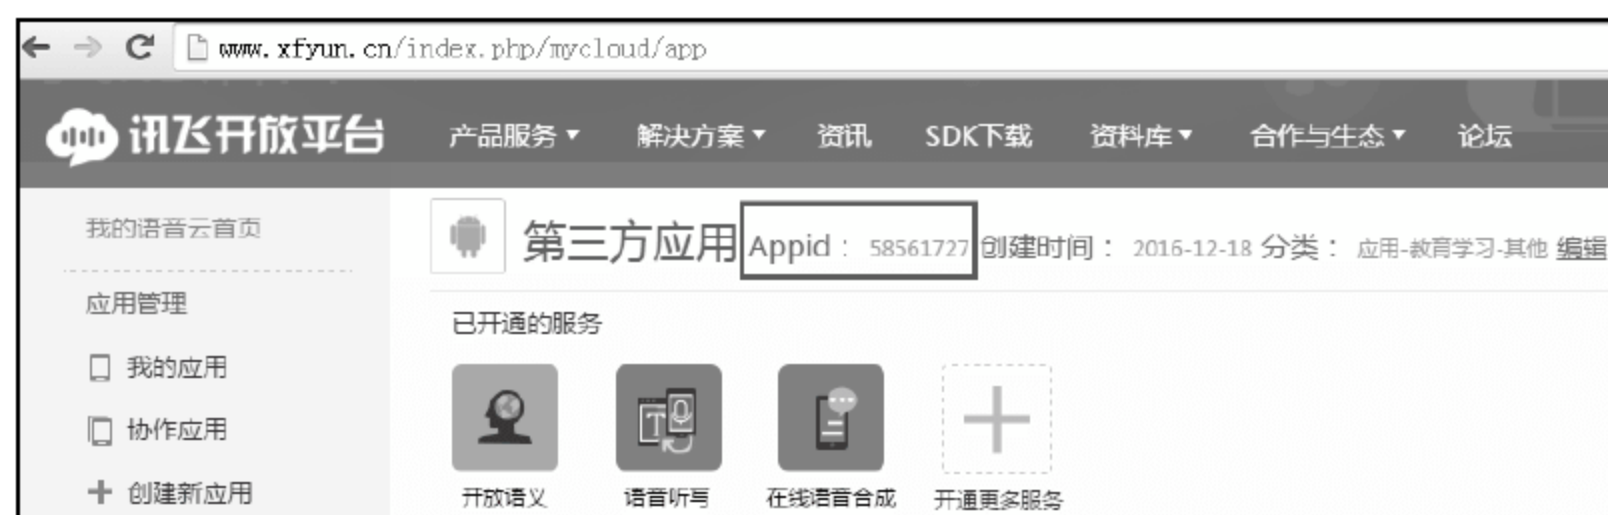 www.xfyun.cn/index.php/mycloud/app
讯飞开放平台 产品服务▼ 解决方案▼ 资讯 SDK下载 资料库▼ 合作与生态▼ 论坛
我的语音云首页
第三方应用 Appid： 58561727 创建时间： 2016-12-18 分类： 应用-教育学习-其他 编辑
应用管理
已开通的服务
我的应用
协作应用
创建新应用
开放语义 语音听写 在线语音合成 开通更多服务